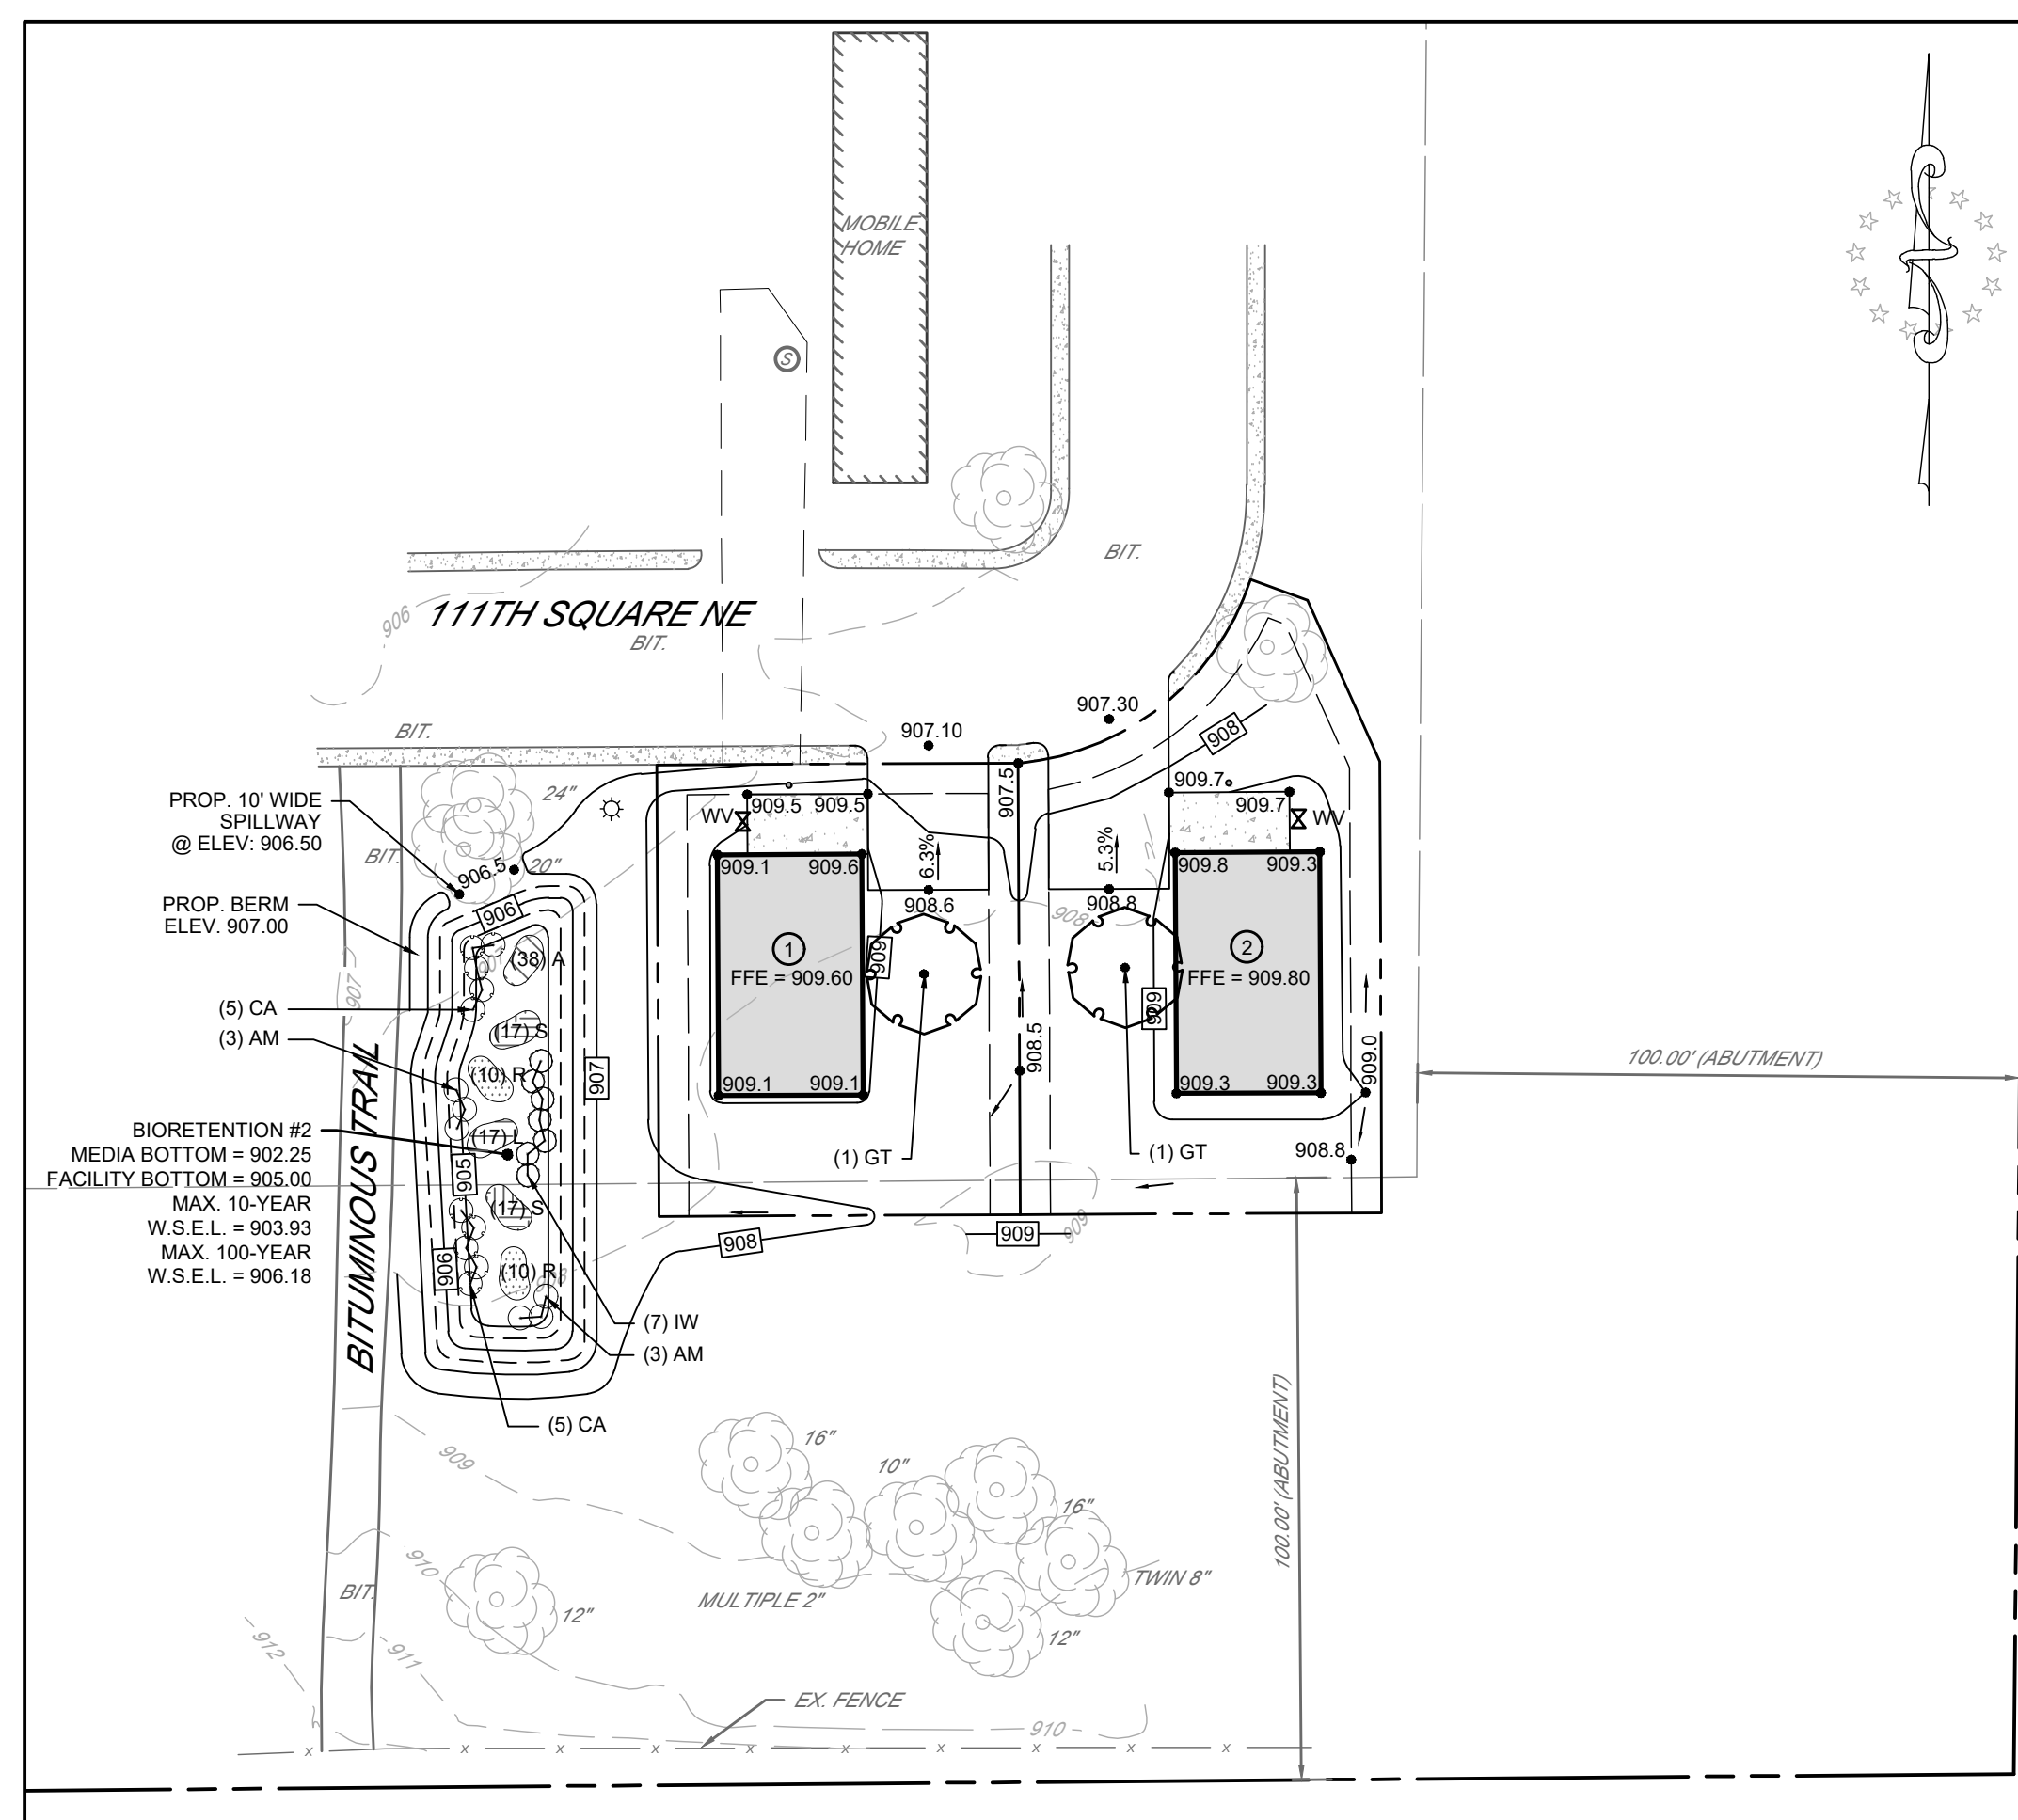 MOBILE
HOME
S
BIT.
906
111TH SQUARE NE
BIT.
BIT.
907.30
907.10
908
907.5
909.7
PROP. 10' WIDE
SPILLWAY
@ ELEV: 906.50
24"
WV
909.5
909.5
909.7
WV
BIT.
906.5
20"
909.1
909.6
6.3%
5.3%
909.8
909.3
PROP. BERM
ELEV. 907.00
906
908.6
908
908.8
1
FFE = 909.60
909
2
FFE = 909.80
909
907
907
(38) A
(5) CA
(3) AM
(17) S
(10) R
907
909.1
909.1
908.5
909.3
909.3
909.0
100.00' (ABUTMENT)
BITUMINOUS TRAIL
BIORETENTION #2
MEDIA BOTTOM = 902.25
FACILITY BOTTOM = 905.00
MAX. 10-YEAR
W.S.E.L. = 903.93
MAX. 100-YEAR
W.S.E.L. = 906.18
(17) L
905
(17) S
906
(10) R
908
(1) GT
(1) GT
908.8
908
909
909
(7) IW
(3) AM
(5) CA
100.00' (ABUTMENT)
909
16"
10"
16"
910
MULTIPLE 2"
TWIN 8"
BIT.
12"
12"
912
911
EX. FENCE
910
x x x x x x x x x x